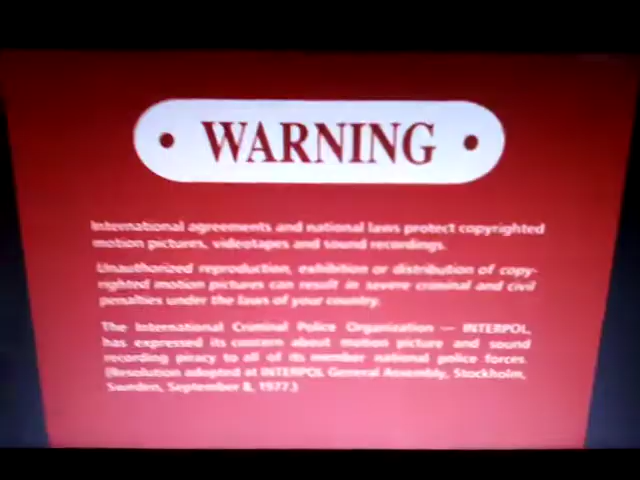 WARNING
International agreements and national laws protect copyrighted
motion pictures, videotapes and sound recordings.
Unauthorized reproduction, exhibition or distribution of copy-
righted motion pictures can result in severe criminal and civil
penalties under the laws of your country.
The International Criminal Police Organization — INTERPOL,
has expressed its concern about motion picture and sound
recording piracy to all of its member national police forces.
(Resolution adopted at INTERPOL General Assembly, Stockholm,
Sweden, September 8, 1977.)